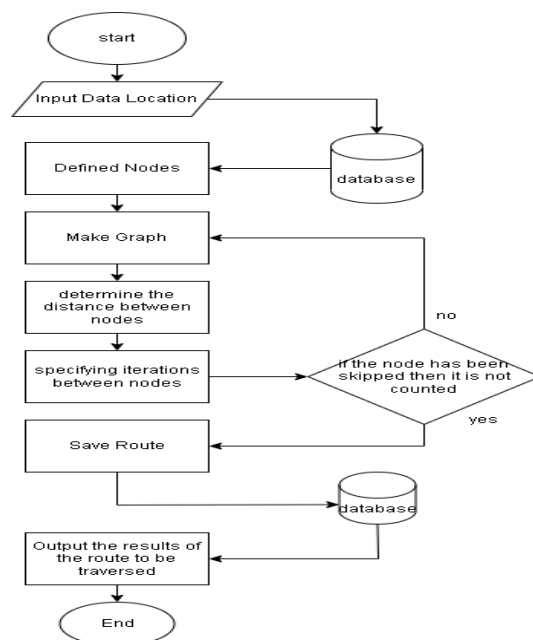 start
Input Data Location
database
Defined Nodes
Make Graph
determine the
distance between
nodes
no
specifying iterations
between nodes
if the node has been
skipped then it is not
counted
yes
Save Route
database
Output the results of
the route to be
traversed
End